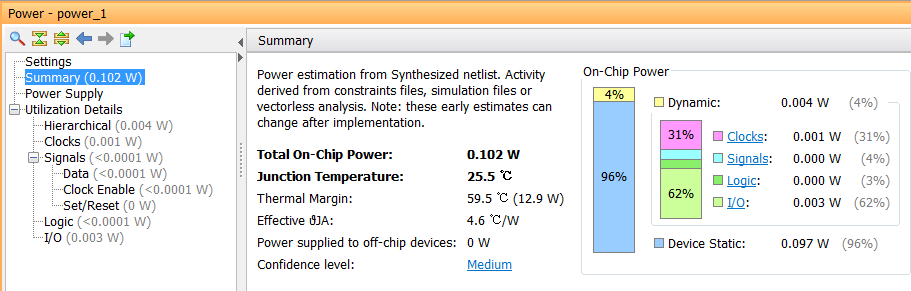 Power - power_1
Settings
Summary (0.102 W)
Power Supply
Utilization Details
Hierarchical (0.004 W)
Clocks (0.001 W)
Signals (<0.0001 W)
Data (<0.0001 W)
Clock Enable (<0.0001 W)
Set/Reset (0 W)
Logic (<0.0001 W)
I/O (0.003 W)
Summary
Power estimation from Synthesized netlist. Activity
derived from constraints files, simulation files or
vectorless analysis. Note: these early estimates can
change after implementation.
Total On-Chip Power: 0.102 W
Junction Temperature: 25.5 ℃
Thermal Margin: 59.5 ℃ (12.9 W)
Effective ϑJA: 4.6 ℃/W
Power supplied to off-chip devices: 0 W
Confidence level: Medium
On-Chip Power
4%
96%
Dynamic: 0.004 W (4%)
31%
62%
Clocks: 0.001 W (31%)
Signals: 0.000 W (4%)
Logic: 0.000 W (3%)
I/O: 0.003 W (62%)
Device Static: 0.097 W (96%)